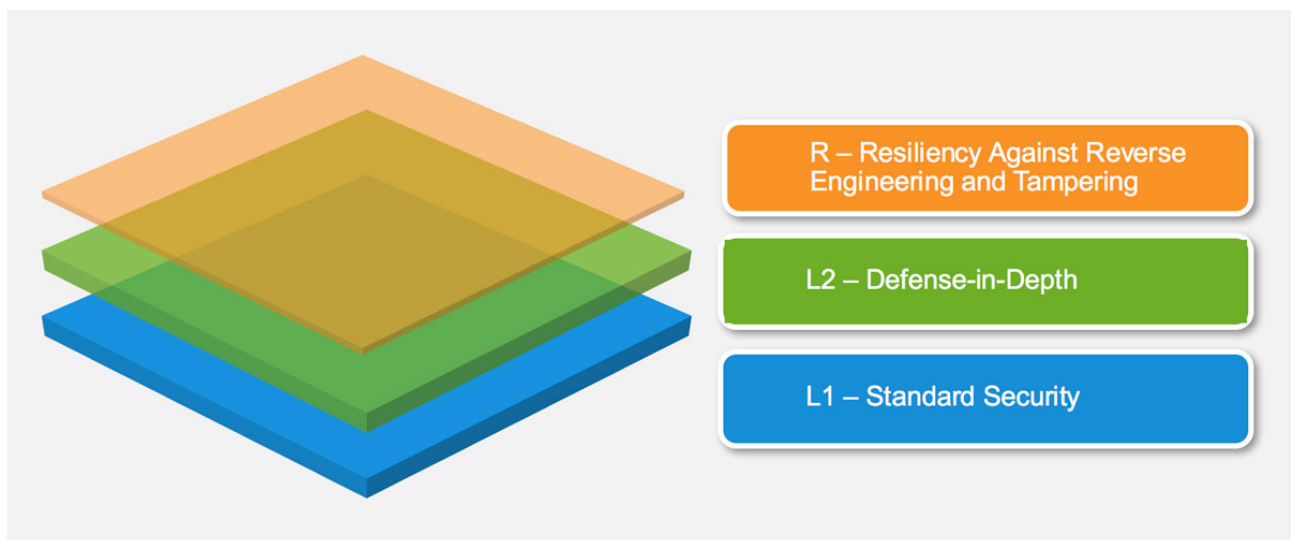 R – Resiliency Against Reverse
Engineering and Tampering
L2 – Defense-in-Depth
L1 – Standard Security